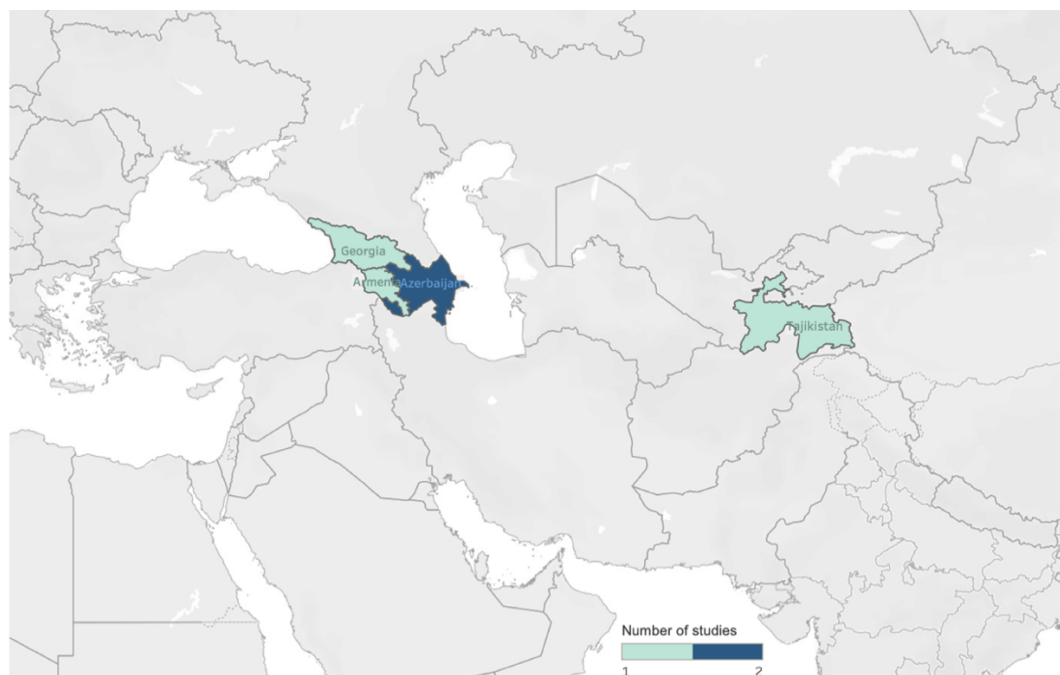 Georgia
Armenia
Azerbaijan
Tajikistan
Number of studies
1 2